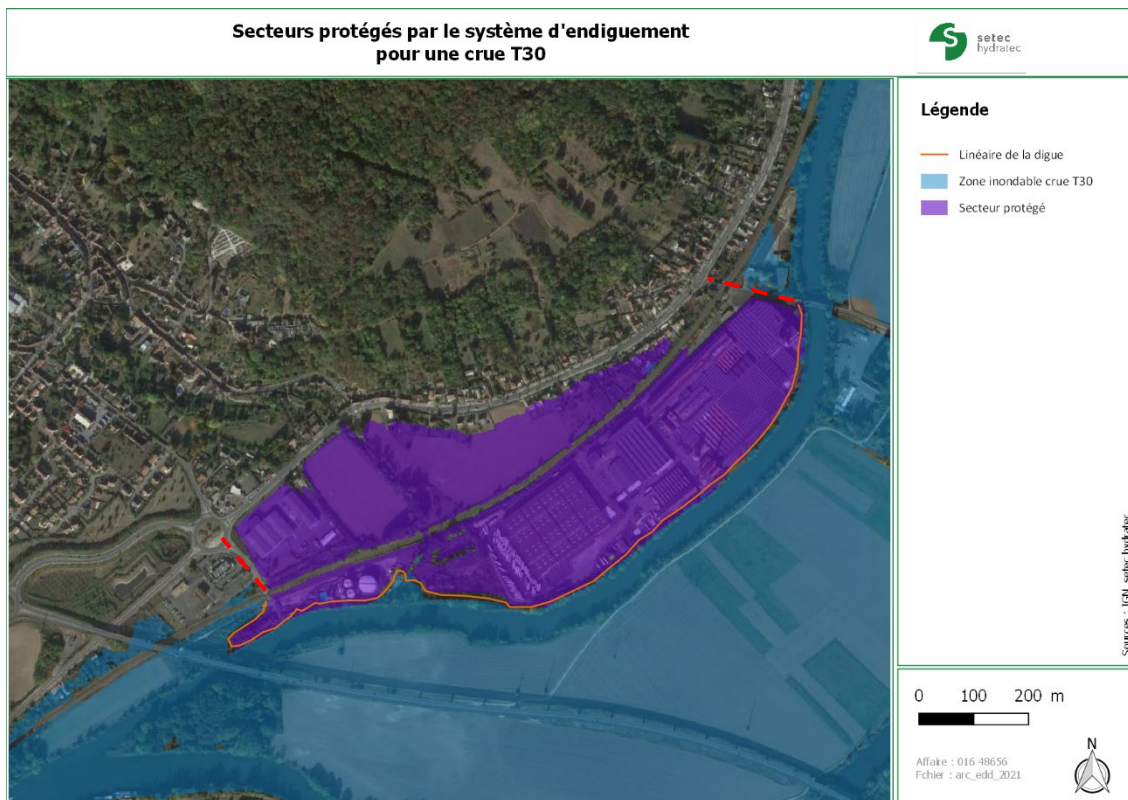 Secteurs protégés par le système d'endiguement
pour une crue T30
setec
hydratec
Légende
Linéaire de la digue
Zone inondable crue T30
Secteur protégé
Sources : IGN, setec hydratec
0 100 200 m
Affaire : 016 48656
Fchier : arc_edd_2021
N